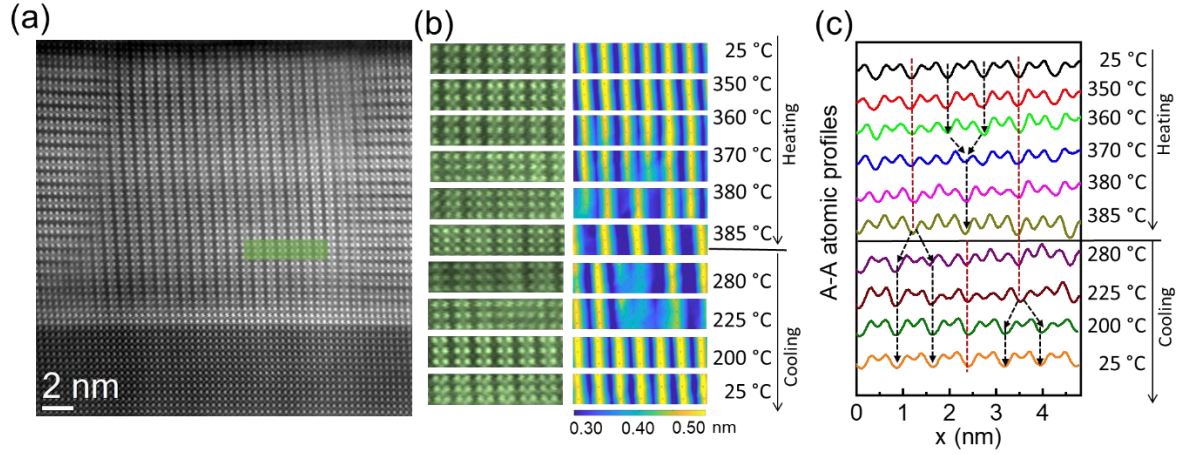 (a)
2 nm
(b)
25 °C
350 °C
360 °C
370 °C
380 °C
385 °C
280 °C
225 °C
200 °C
25 °C
Heating
Cooling
0.30 0.40 0.50 nm
(c)
A-A atomic profiles
25 °C
350 °C
360 °C
370 °C
380 °C
385 °C
280 °C
225 °C
200 °C
25 °C
Heating
Cooling
0 1 2 3 4
x (nm)